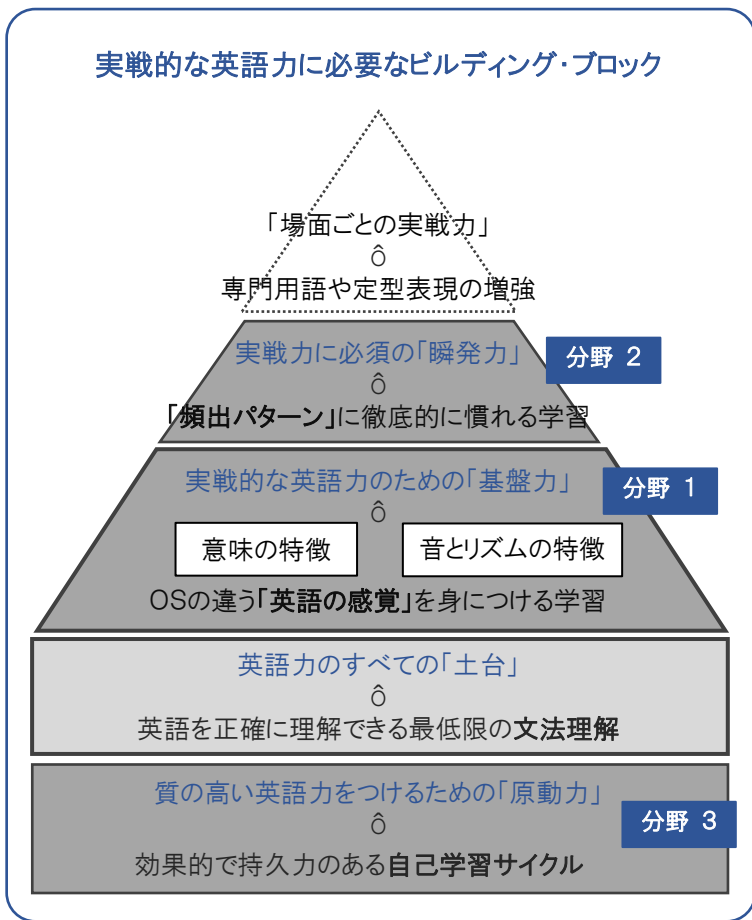 実戦的な英語力に必要なビルディング・ブロック
「場面ごとの実戦力」
Ô
専門用語や定型表現の増強
実戦力に必須の「瞬発力」
分野 2
Ô
「頻出パターン」に徹底的に慣れる学習
実戦的な英語力のための「基盤力」
分野 1
Ô
意味の特徴
音とリズムの特徴
OSの違う「英語の感覚」を身につける学習
英語力のすべての「土台」
Ô
英語を正確に理解できる最低限の文法理解
質の高い英語力をつけるための「原動力」
分野 3
Ô
効果的で持久力のある自己学習サイクル